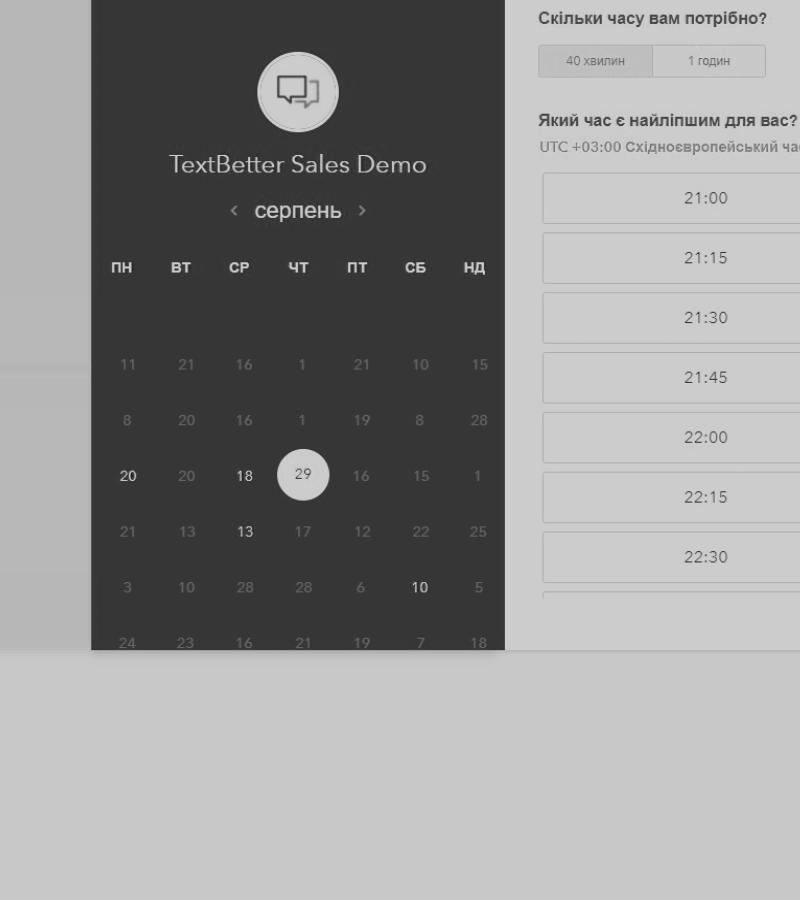 TextBetter Sales Demo
‹ серпень ›
ПН ВТ СР ЧТ ПТ СБ НД
11 21 16 1 21 10 15
8 20 16 1 19 8 28
20 20 18 29 16 15 1
21 13 13 17 12 22 25
3 10 28 28 6 10 5
24 23 16 21 19 7 18
Скільки часу вам потрібно?
40 хвилин 1 годин
Який час є найліпшим для вас?
UTC +03:00 Східноєвропейський ча
21:00
21:15
21:30
21:45
22:00
22:15
22:30